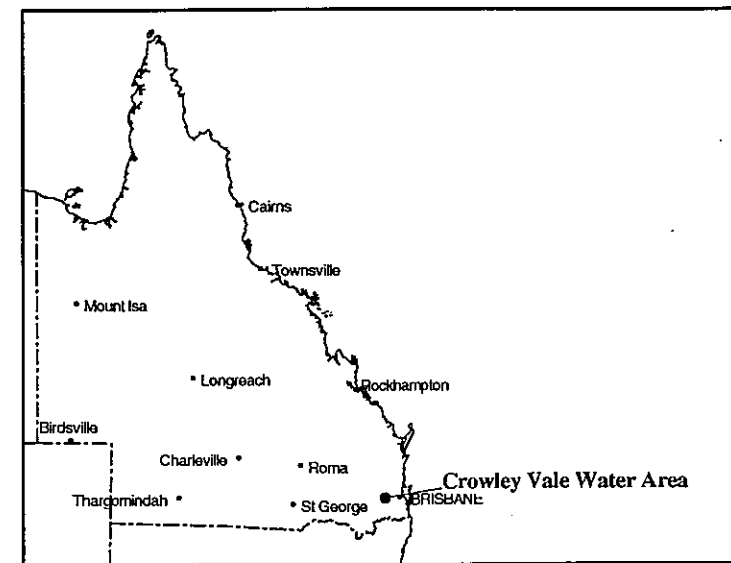 Cairns
Townsville
Mount Isa
Longreach
Rockhampton
Birdsville
Charleville
Roma
Crowley Vale Water Area
Thargomindah
St George
BRISBANE